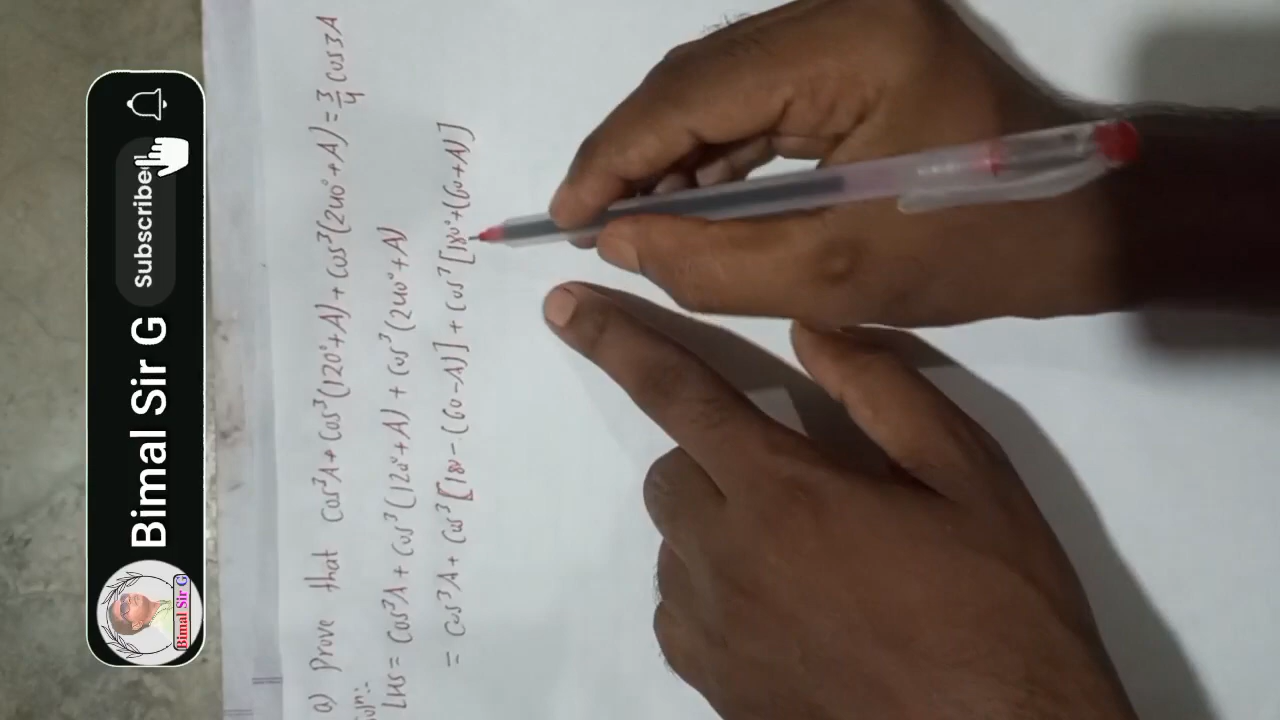 Bimal Sir G
subscribe
Bimal Sir G
a) Prove that cos³A + cos³(120°+A) + cos³(240°+A) = 3/4 cos3A
Solⁿ:-
LHS = cos³A + cos³(120°+A) + cos³(240°+A)
= cos³A + cos³[180-(60-A)] + cos³[180°+(60+A)]